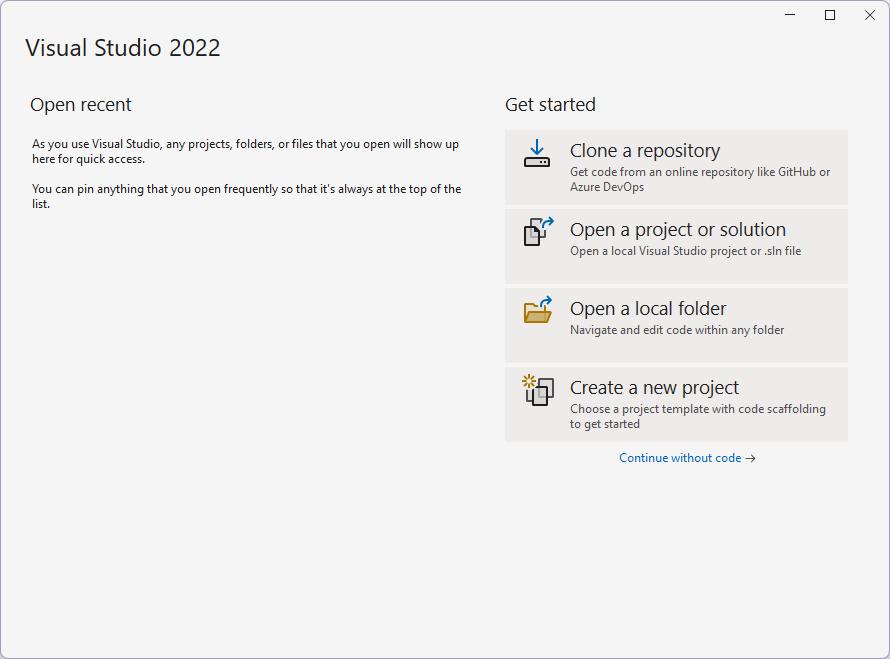 Visual Studio 2022
Open recent
As you use Visual Studio, any projects, folders, or files that you open will show up
here for quick access.
You can pin anything that you open frequently so that it's always at the top of the
list.
Get started
Clone a repository
Get code from an online repository like GitHub or
Azure DevOps
Open a project or solution
Open a local Visual Studio project or .sln file
Open a local folder
Navigate and edit code within any folder
Create a new project
Choose a project template with code scaffolding
to get started
Continue without code →